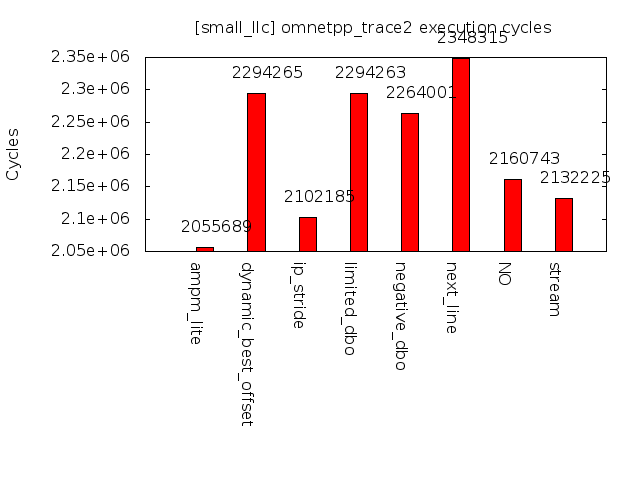 [small_llc] omnetpp_trace2 execution cycles
Cycles
2.35e+06
2.3e+06
2.25e+06
2.2e+06
2.15e+06
2.1e+06
2.05e+06
2055689
2294265
2102185
2294263
2264001
2348315
2160743
2132225
ampm_lite
dynamic_best_offset
ip_stride
limited_dbo
negative_dbo
next_line
NO
stream